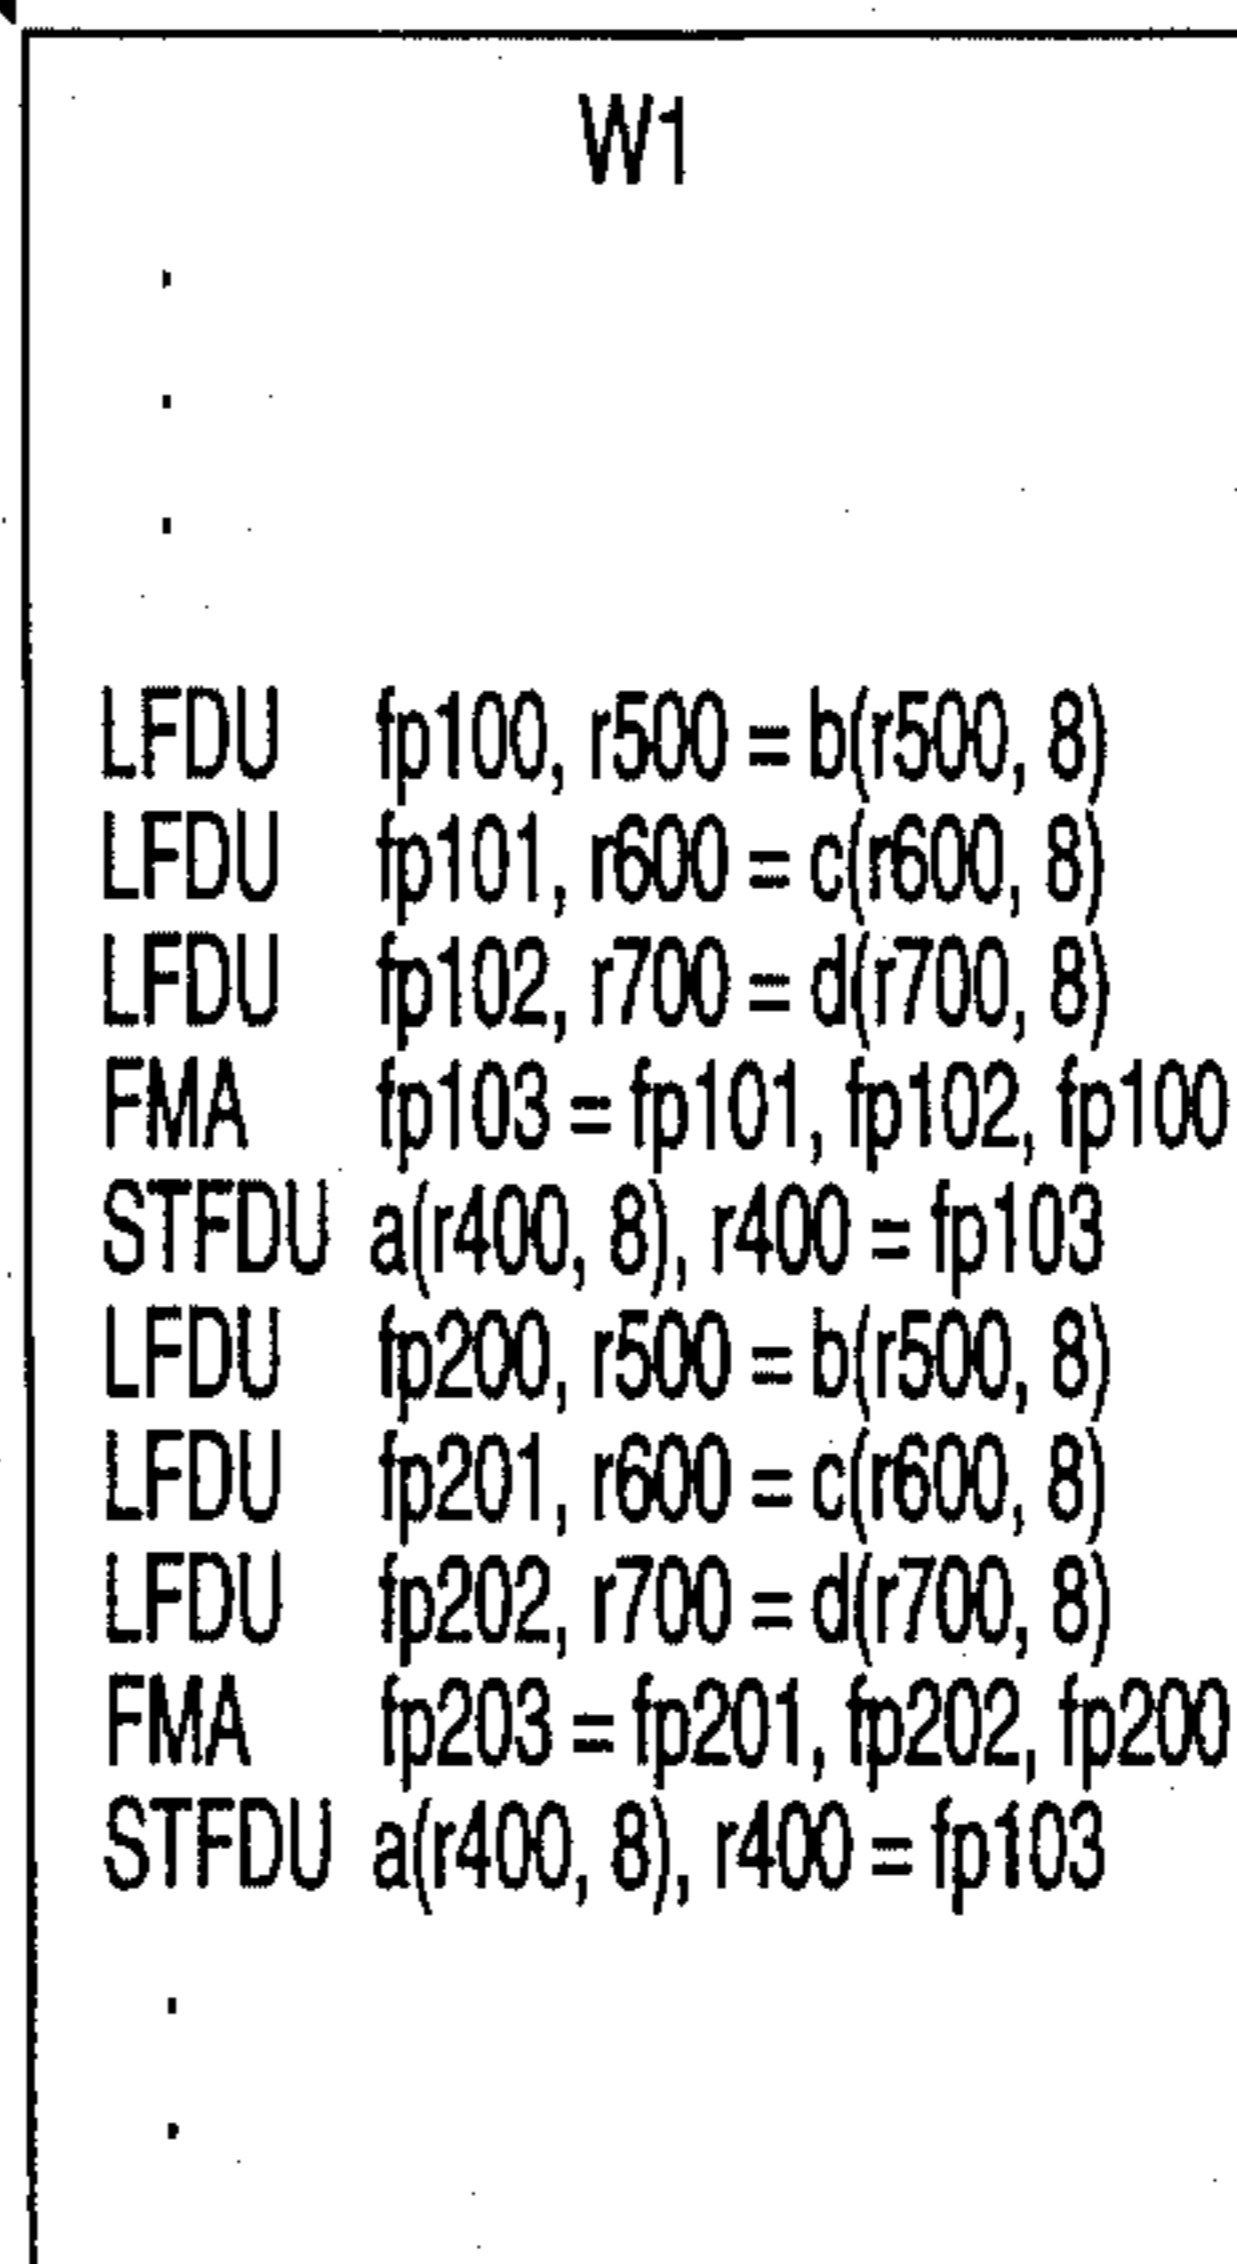 W1
.
.
.
LFDU fp100, r500 = b(r500, 8)
LFDU fp101, r600 = c(r600, 8)
LFDU fp102, r700 = d(r700, 8)
FMA fp103 = fp101, fp102, fp100
STFDU a(r400, 8), r400 = fp103
LFDU fp200, r500 = b(r500, 8)
LFDU fp201, r600 = c(r600, 8)
LFDU fp202, r700 = d(r700, 8)
FMA fp203 = fp201, fp202, fp200
STFDU a(r400, 8), r400 = fp103
.
.